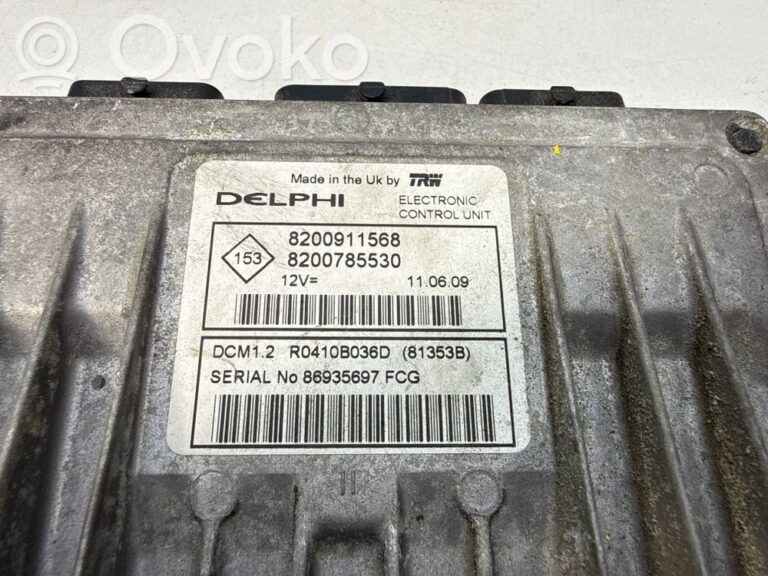 Ovoko
Made in the Uk by TRW
DELPHI
ELECTRONIC
CONTROL UNIT
153
8200911568
8200785530
12V= 11.06.09
DCM1.2 R0410B036D (81353B)
SERIAL No 86935697 FCG